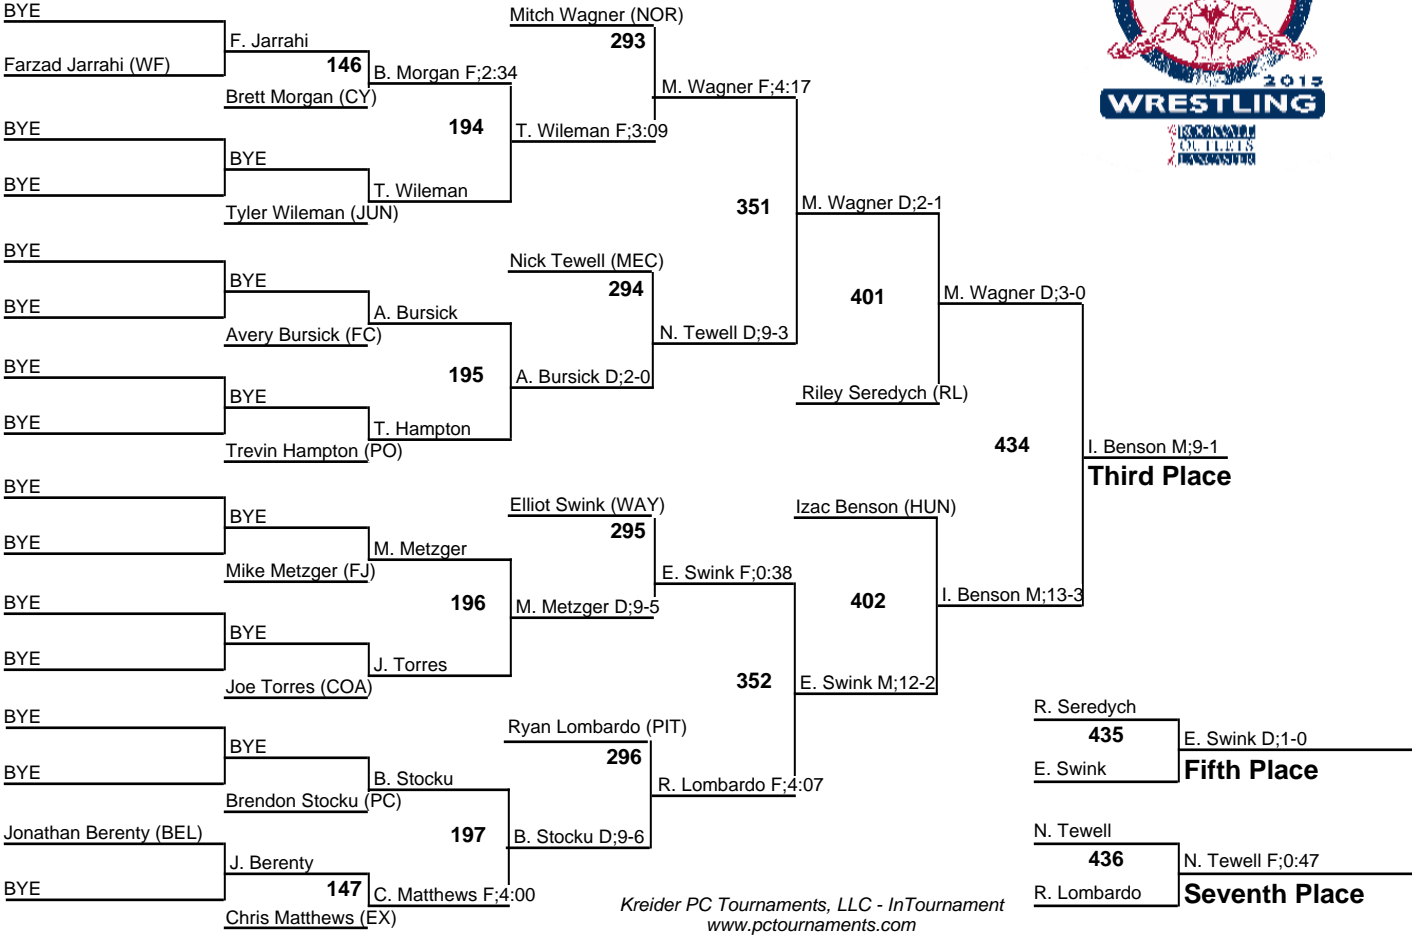 BYE
Mitch Wagner (NOR)
F. Jarrahi
293
Farzad Jarrahi (WF)
146
B. Morgan F;2:34
M. Wagner F;4:17
2015
Brett Morgan (CY)
WRESTLING
BYE
194
T. Wileman F;3:09
ROCKVALE
OUTLETS
LANCASTER
BYE
BYE
T. Wileman
Tyler Wileman (JUN)
351
M. Wagner D;2-1
BYE
Nick Tewell (MEC)
BYE
294
401
M. Wagner D;3-0
BYE
A. Bursick
Avery Bursick (FC)
N. Tewell D;9-3
BYE
195
A. Bursick D;2-0
BYE
Riley Seredych (RL)
BYE
T. Hampton
Trevin Hampton (PO)
434
I. Benson M;9-1
Third Place
BYE
Elliot Swink (WAY)
Izac Benson (HUN)
BYE
295
BYE
M. Metzger
Mike Metzger (FJ)
E. Swink F;0:38
BYE
196
M. Metzger D;9-5
402
I. Benson M;13-3
BYE
BYE
J. Torres
Joe Torres (COA)
352
E. Swink M;12-2
BYE
Ryan Lombardo (PIT)
R. Seredych
BYE
296
435
E. Swink D;1-0
BYE
B. Stocku
R. Lombardo F;4:07
E. Swink
Fifth Place
Brendon Stocku (PC)
Jonathan Berenty (BEL)
197
B. Stocku D;9-6
N. Tewell
J. Berenty
436
N. Tewell F;0:47
BYE
147
C. Matthews F;4:00
R. Lombardo
Seventh Place
Chris Matthews (EX)
Kreider PC Tournaments, LLC - InTournament
www.pctournaments.com